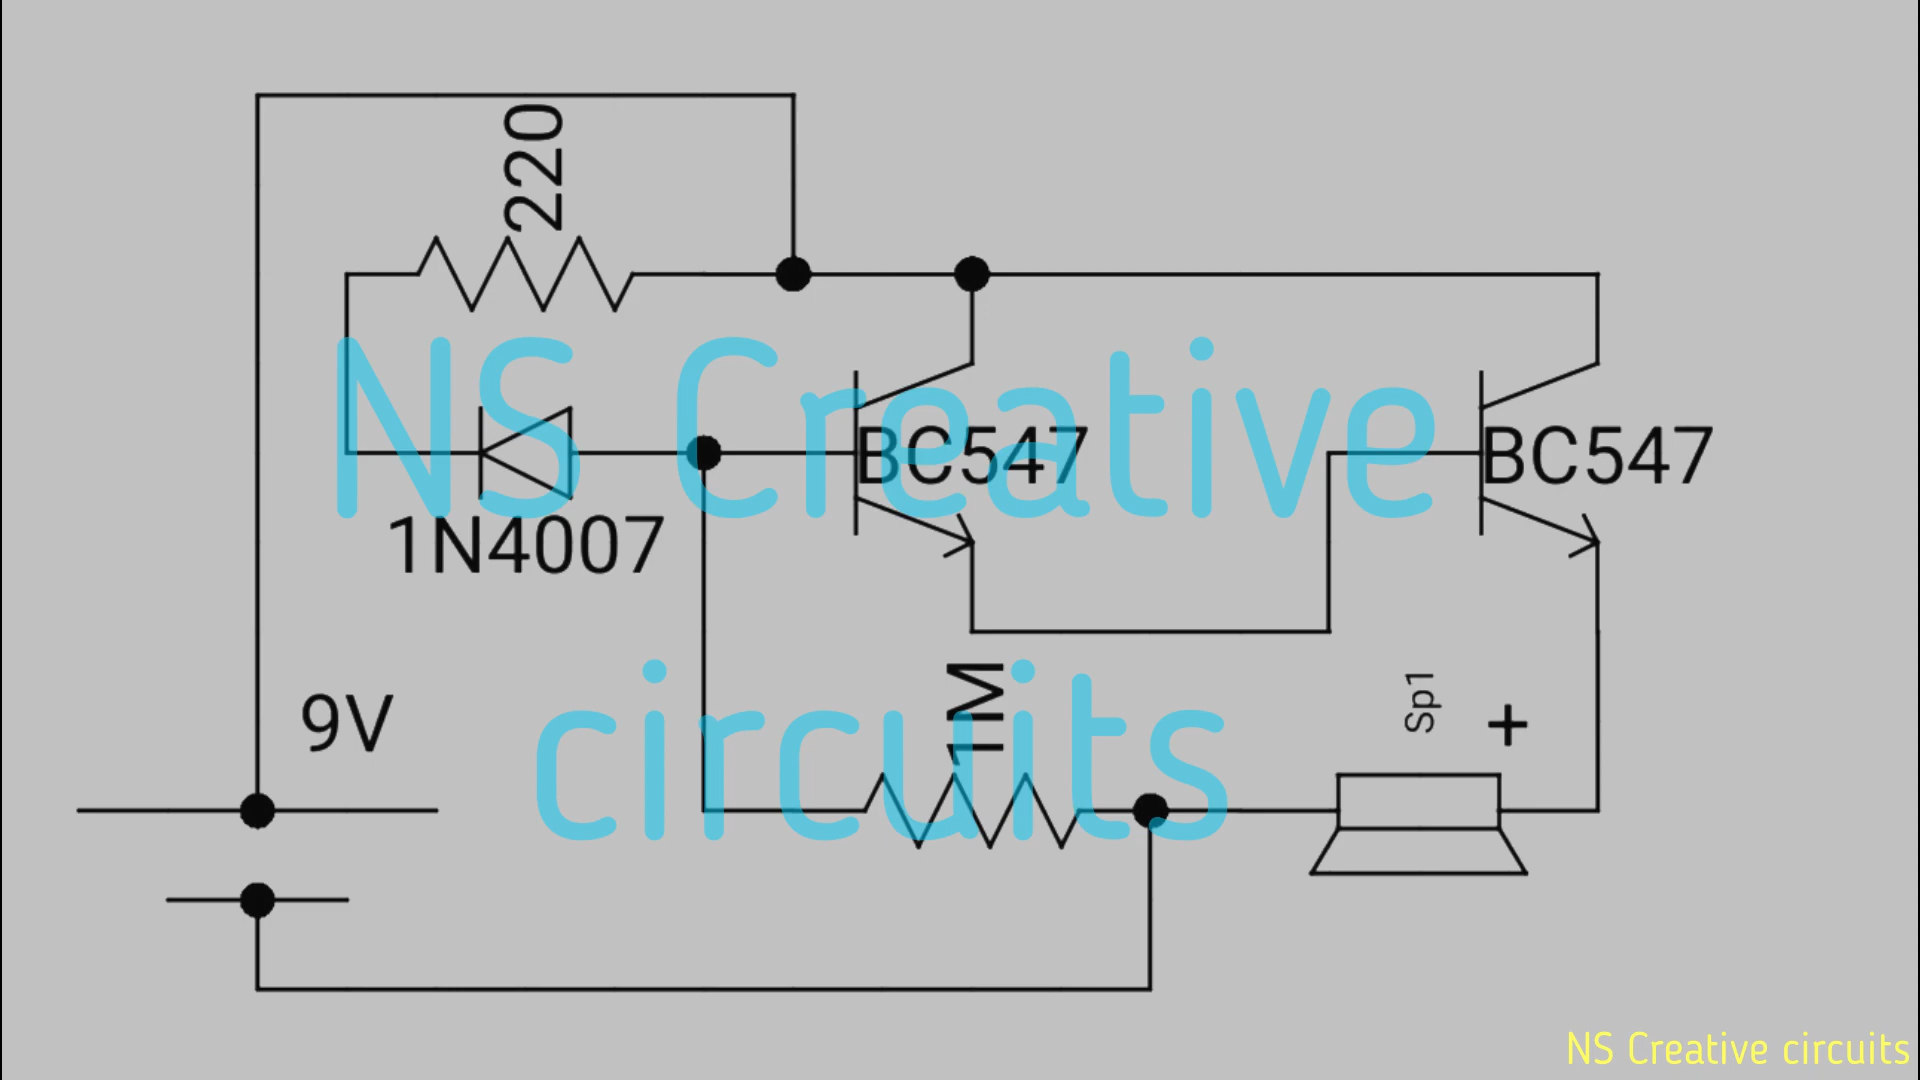 220
NS Creative
BC547
BC547
1N4007
circuits
9V
1M
Sp1
+
NS Creative circuits